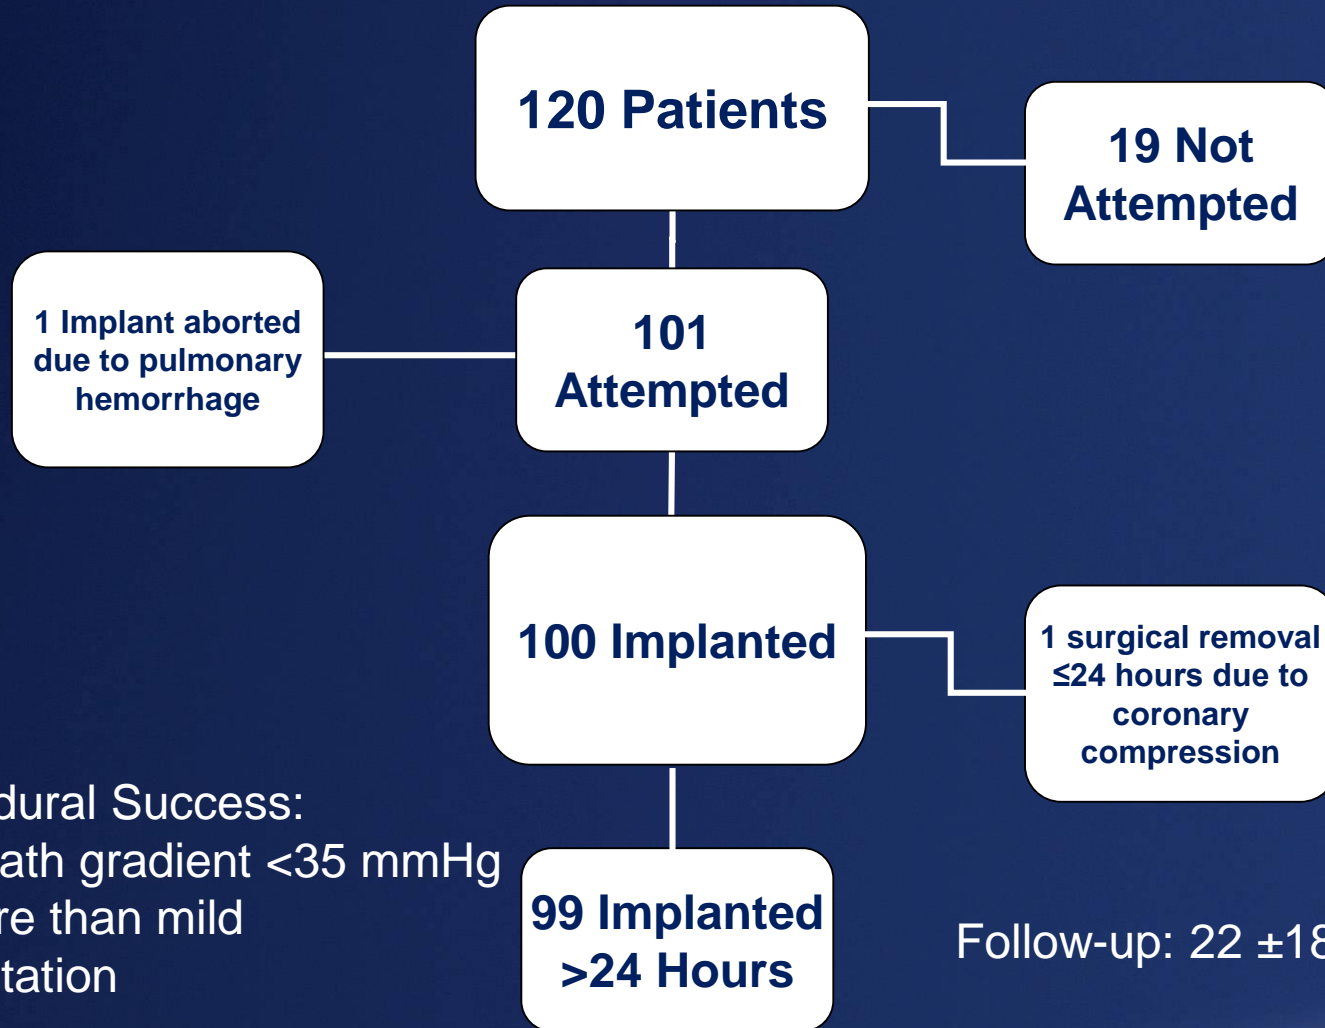 120 Patients
19 Not
Attempted
1 Implant aborted
due to pulmonary
hemorrhage
101
Attempted
100 Implanted
1 surgical removal
≤24 hours due to
coronary
compression
dural Success:
ath gradient <35 mmHg
re than mild
tation
99 Implanted
>24 Hours
Follow-up: 22 ±18